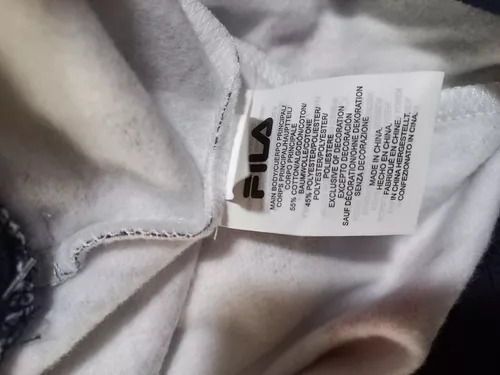 FILA
MAIN BODY/CUERPO PRINCIPAL/
CORPS PRINCIPAL/HAUPTTEIL/
CORPO PRINCIPALE
55% COTTON/ALGODÓN/COTON/
BAUMWOLLE/COTONE
45% POLYESTER/POLIÉSTER/
POLYESTER/POLYESTER/
POLIESTERE
EXCLUSIVE OF DECORATION
EXCEPTO DECORACIÓN
SAUF DÉCORATION/OHNE DEKORATION
SENZA DECORAZIONE
MADE IN CHINA.
HECHO EN CHINA.
FABRIQUÉ EN CHINE.
IN CHINA HERGESTELLT.
CONFEZIONATO IN CINA.